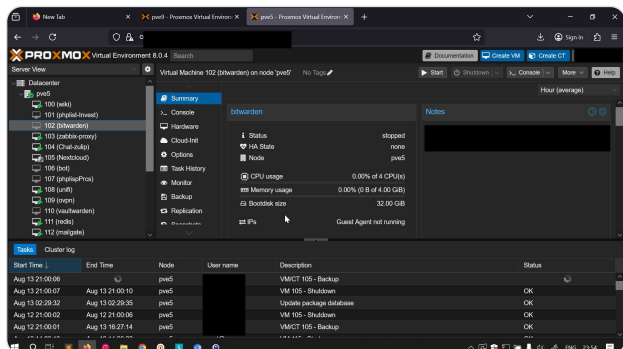 New Tab
pve9 - Proxmox Virtual Environ
pve5 - Proxmox Virtual Environ
Sign in
PROXMOX Virtual Environment 8.0.4 Search
Documentation Create VM Create CT
Server View
Virtual Machine 102 (bitwarden) on node 'pve5' No Tags
Start Shutdown Console More Help
Hour (average)
Datacenter
pve5
100 (wiki)
101 (phplist-Invest)
102 (bitwarden)
103 (zabbix-proxy)
104 (Chat-zulip)
105 (Nextcloud)
106 (bot)
107 (phplispPrcs)
108 (unifi)
109 (ovpn)
110 (vaultwarden)
111 (redis)
112 (mailgate)
Summary
Console
Hardware
Cloud-Init
Options
Task History
Monitor
Backup
Replication
Snapshots
bitwarden
Status stopped
HA State none
Node pve5
CPU usage 0.00% of 4 CPU(s)
Memory usage 0.00% (0 B of 4.00 GiB)
Bootdisk size 32.00 GiB
IPs Guest Agent not running
Notes
Tasks Cluster log
Start Time End Time Node User name Description Status
Aug 13 21:00:06 pve5 VM/CT 105 - Backup
Aug 13 21:00:07 Aug 13 21:00:10 pve5 VM 105 - Shutdown OK
Aug 13 02:29:32 Aug 13 02:29:35 pve5 Update package database OK
Aug 12 21:00:02 Aug 12 21:00:06 pve5 VM 105 - Shutdown OK
Aug 12 21:00:01 Aug 13 16:27:14 pve5 VM/CT 105 - Backup OK
ENG 23:54